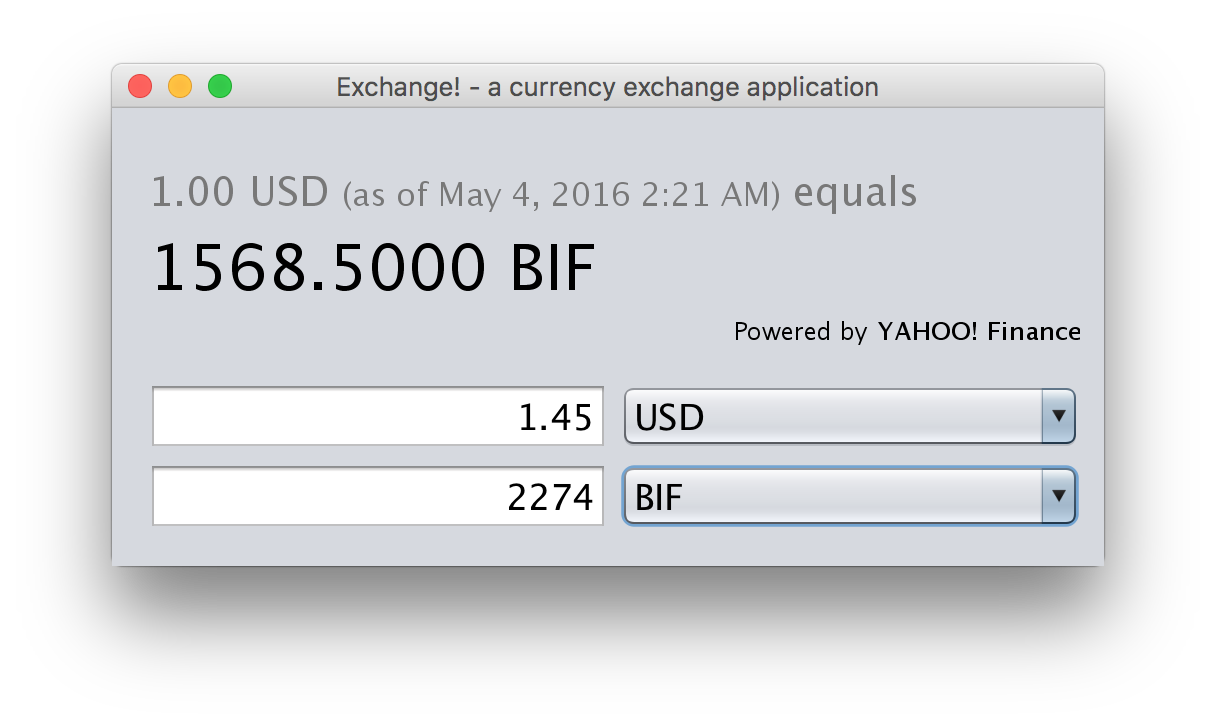 Exchange! - a currency exchange application
1.00 USD (as of May 4, 2016 2:21 AM) equals
1568.5000 BIF
Powered by YAHOO! Finance
1.45 USD
2274 BIF